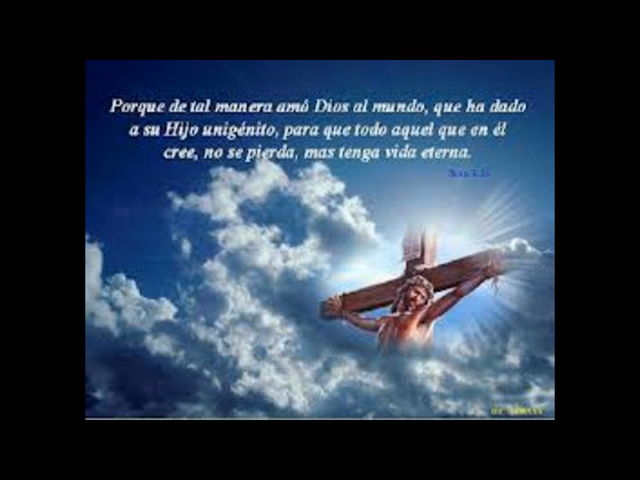 Porque de tal manera amó Dios al mundo, que ha dado
a su Hijo unigénito, para que todo aquel que en él
cree, no se pierda, mas tenga vida eterna.